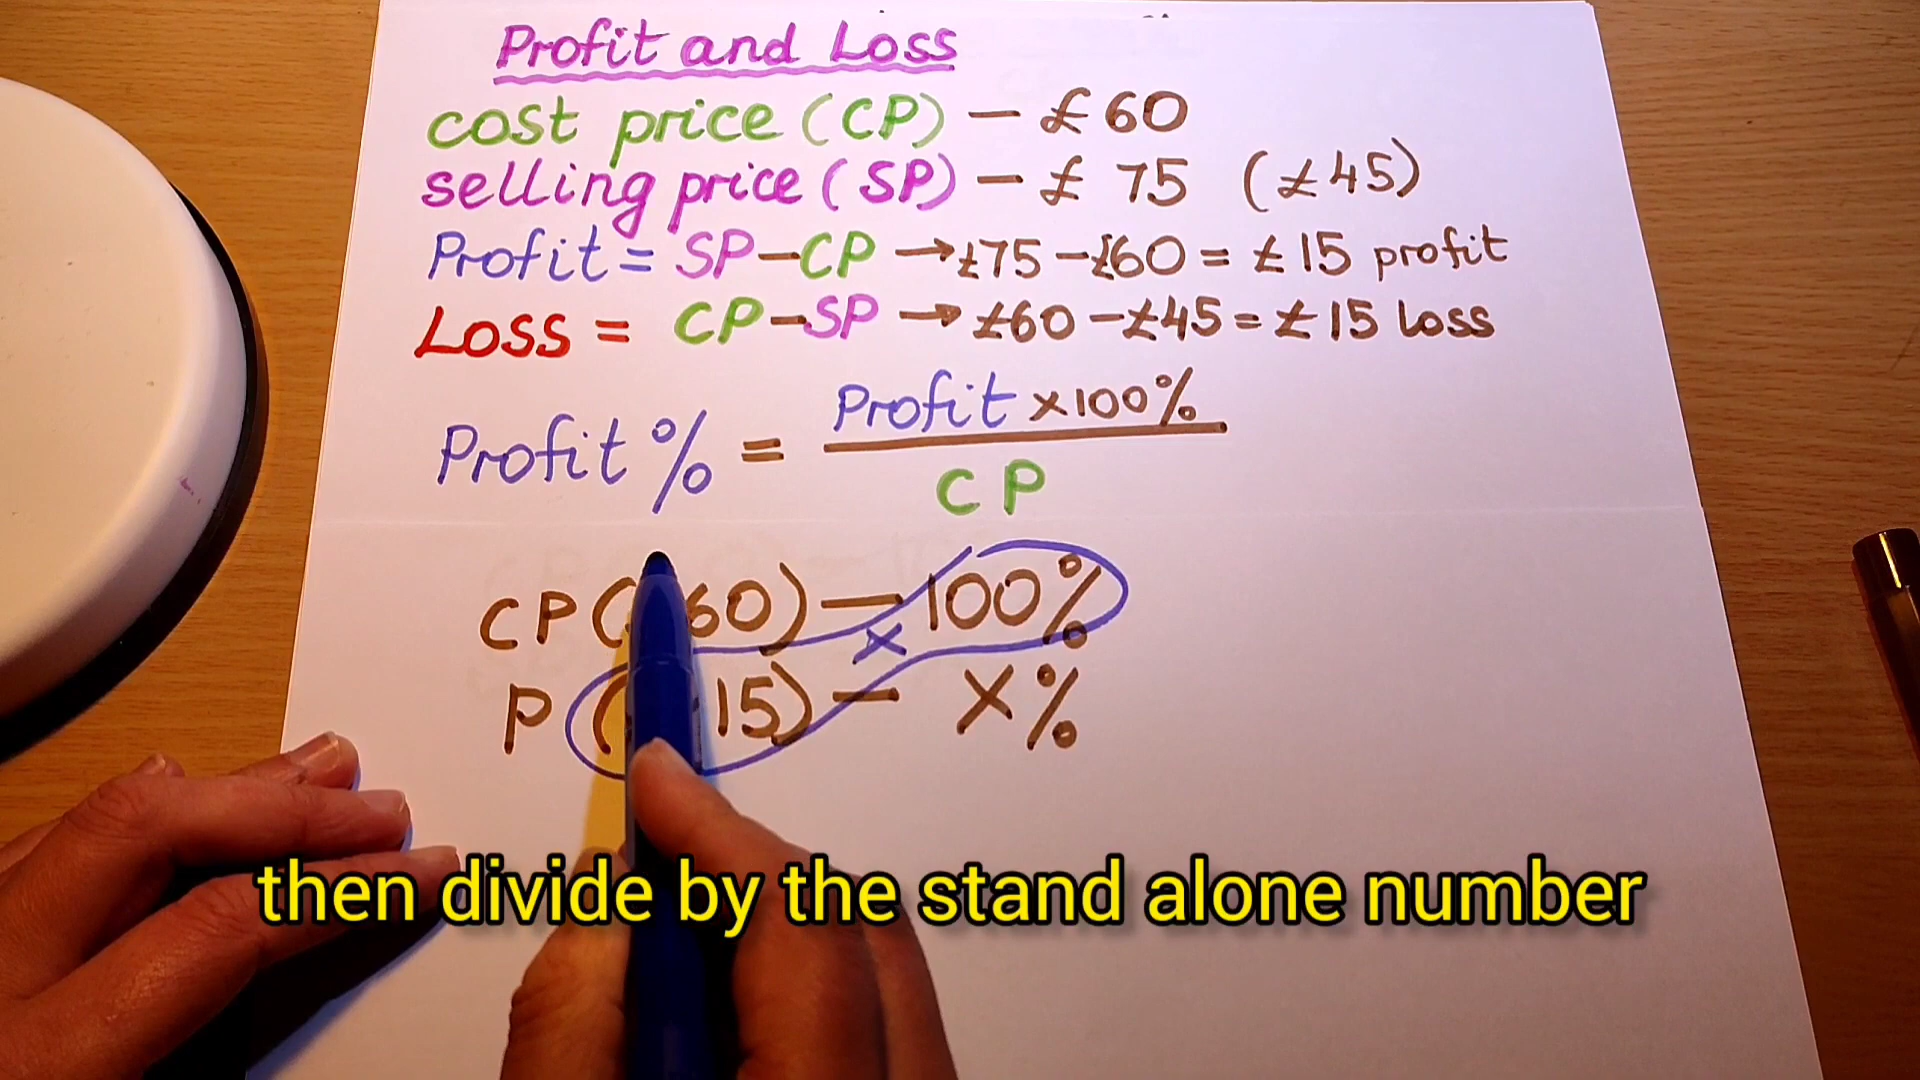 Profit and Loss
cost price (CP) — £60
selling price (SP) — £75 (£45)
Profit = SP—CP → £75 — £60 = £15 profit
Loss = CP—SP → £60 — £45 = £15 loss
Profit % = Profit x100%
CP
CP( 60) — 100%
x
P ( 15) — X%
then divide by the stand alone number